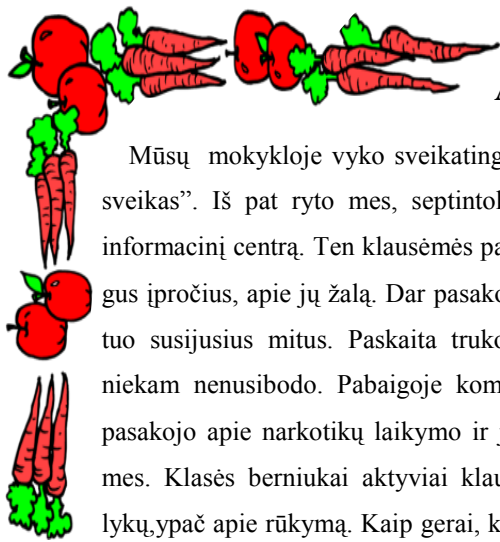 Mūsų mokykloje vyko sveikating
sveikas”. Iš pat ryto mes, septintok
informacinį centrą. Ten klausėmės pa
gus įpročius, apie jų žalą. Dar pasako
tuo susijusius mitus. Paskaita truko
niekam nenusibodo. Pabaigoje kom
pasakojo apie narkotikų laikymo ir j
mes. Klasės berniukai aktyviai klau
lykų,ypač apie rūkymą. Kaip gerai, k